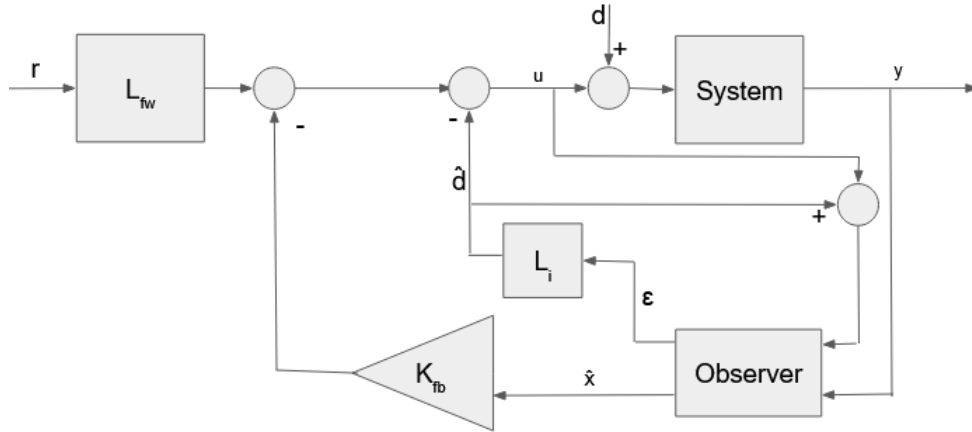 d
+
r
L_fw
u
System
y
-
-
d̂
+
L_i
ε
K_fb
x̂
Observer